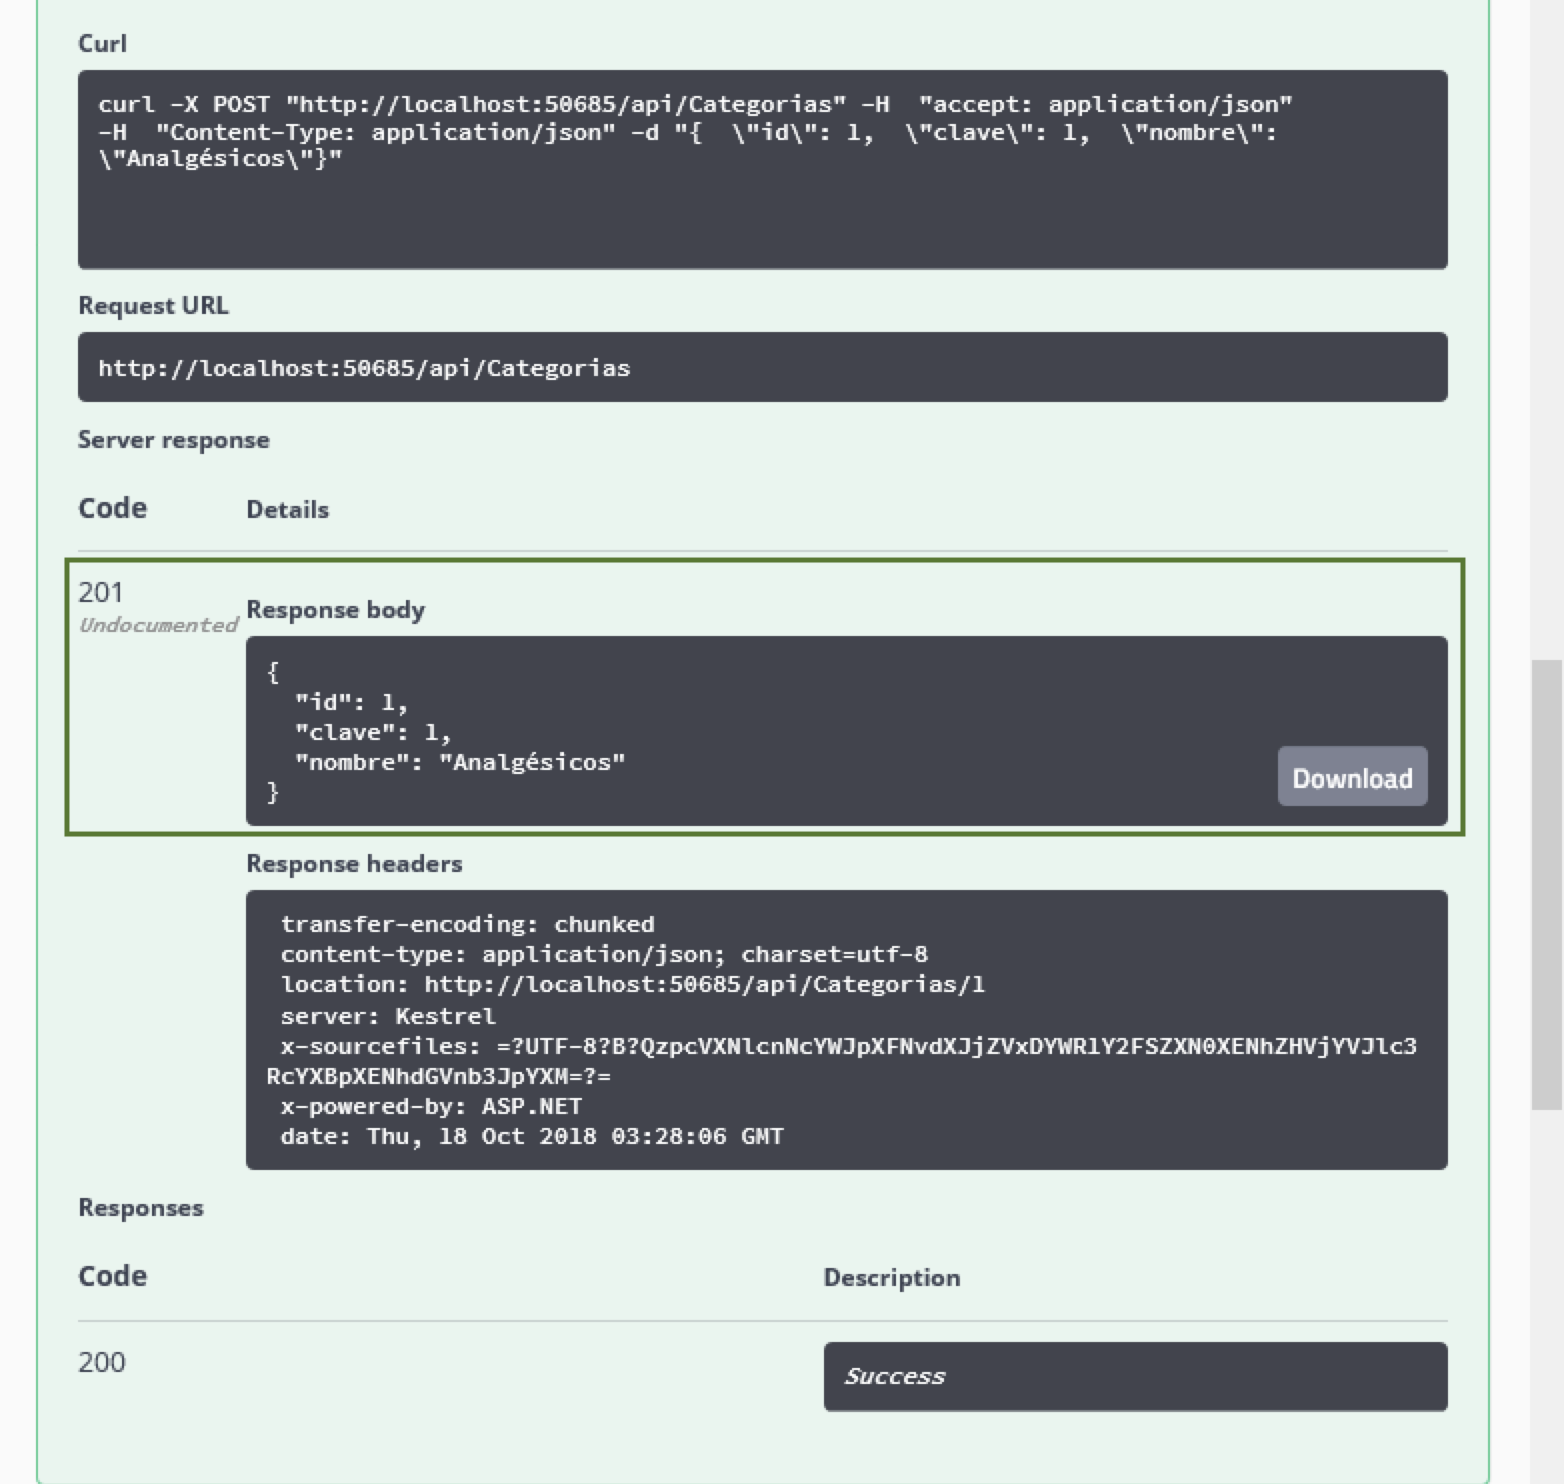 Curl
curl -X POST "http://localhost:50685/api/Categorias" -H  "accept: application/json"
-H  "Content-Type: application/json" -d "{  \"id\": 1,  \"clave\": 1,  \"nombre\":
\"Analgésicos\"}"
Request URL
http://localhost:50685/api/Categorias
Server response
Code Details
201
Undocumented
Response body
{
  "id": 1,
  "clave": 1,
  "nombre": "Analgésicos"
}
Download
Response headers
transfer-encoding: chunked
content-type: application/json; charset=utf-8
location: http://localhost:50685/api/Categorias/1
server: Kestrel
x-sourcefiles: =?UTF-8?B?QzpcVXNlcnNcYWJpXFNvdXJjZVxDYWR1Y2FSZXN0XENhZHVjYVJlc3
RcYXBpXENhdGVnb3JpYXM=?=
x-powered-by: ASP.NET
date: Thu, 18 Oct 2018 03:28:06 GMT
Responses
Code Description
200 Success